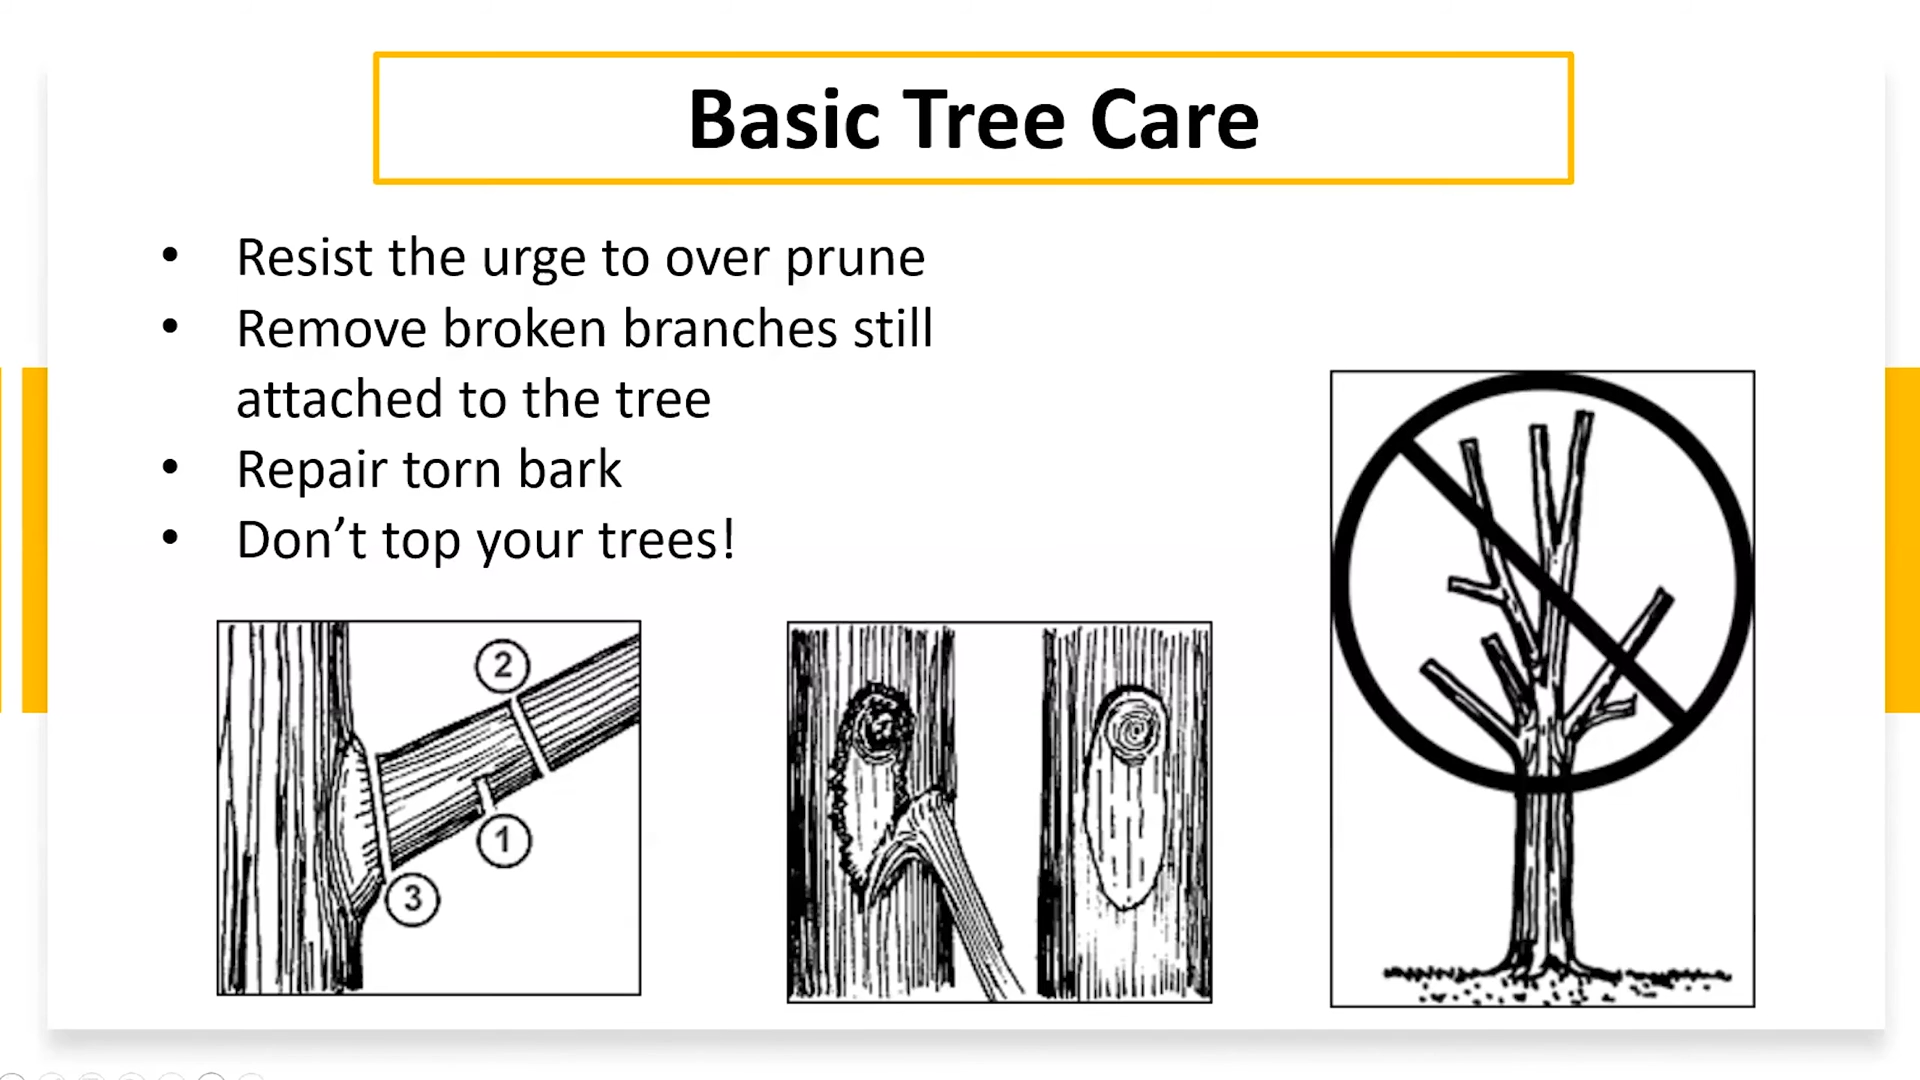 Basic Tree Care
• Resist the urge to over prune
• Remove broken branches still
attached to the tree
• Repair torn bark
• Don’t top your trees!
2
1
3